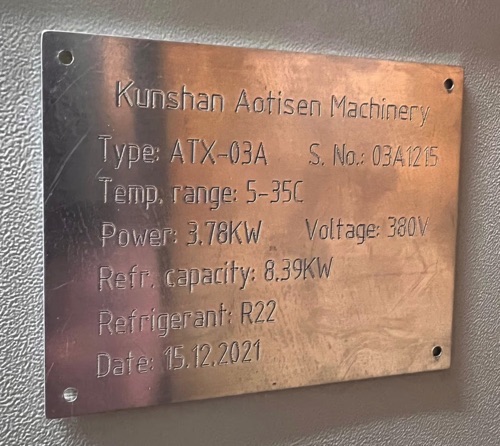 Kunshan Aotisen Machinery
Type: ATX-03A S. No.: 03A1215
Temp. range: 5-35C
Power: 3.78KW Voltage: 380V
Refr. capacity: 8.39KW
Refrigerant: R22
Date: 15.12.2021